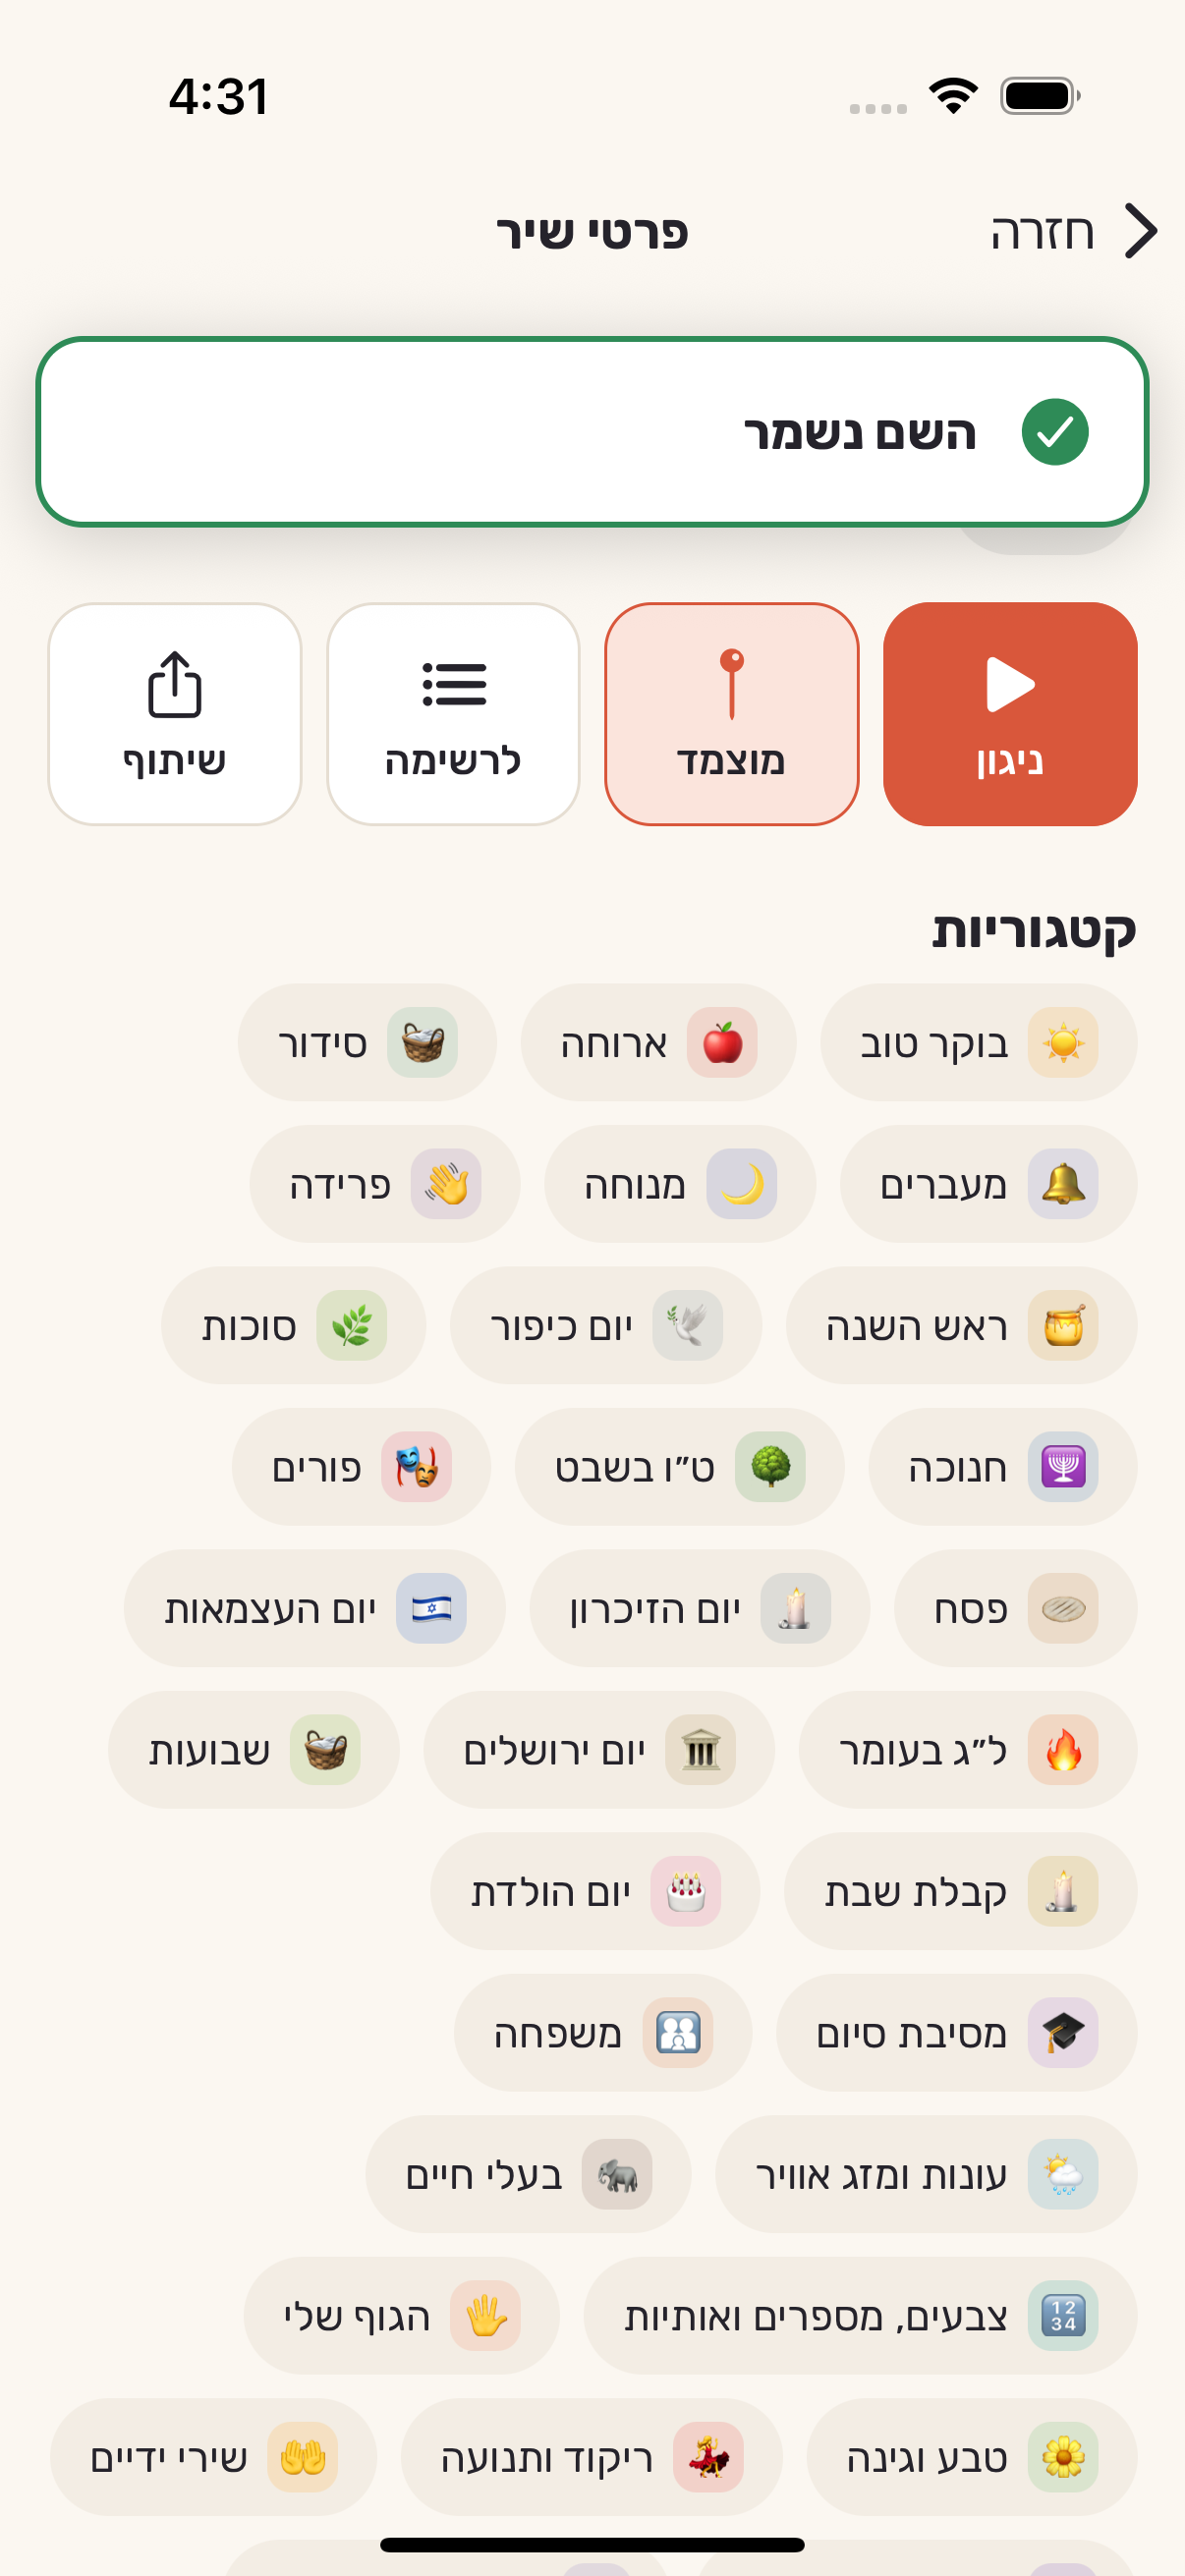 4:31
חזרה
פרטי שיר
השם נשמר
ניגון
מוצמד
לרשימה
שיתוף
קטגוריות
בוקר טוב
ארוחה
סידור
מעברים
מנוחה
פרידה
ראש השנה
יום כיפור
סוכות
חנוכה
ט״ו בשבט
פורים
פסח
יום הזיכרון
יום העצמאות
ל״ג בעומר
יום ירושלים
שבועות
קבלת שבת
יום הולדת
מסיבת סיום
משפחה
עונות ומזג אוויר
בעלי חיים
צבעים, מספרים ואותיות
הגוף שלי
טבע וגינה
ריקוד ותנועה
שירי ידיים